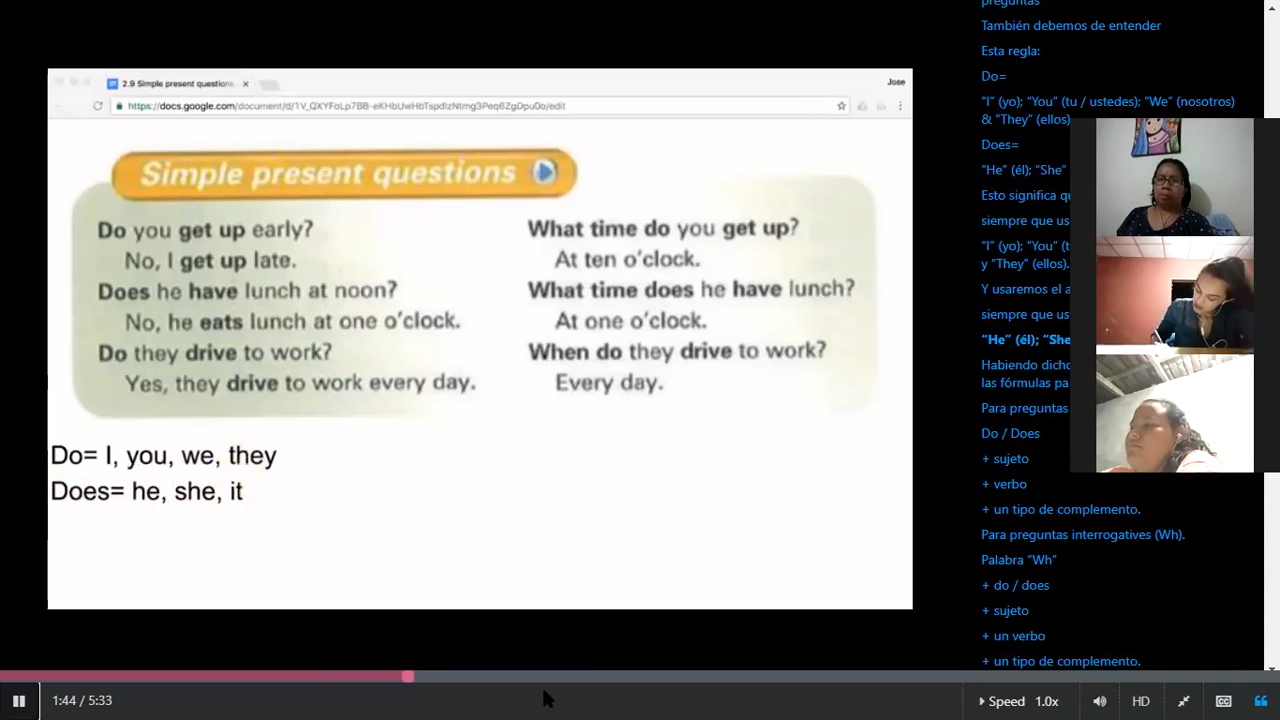 2.9 Simple present questions
Jose
Simple present questions
Do you get up early?
No, I get up late.
Does he have lunch at noon?
No, he eats lunch at one o'clock.
Do they drive to work?
Yes, they drive to work every day.
What time do you get up?
At ten o'clock.
What time does he have lunch?
At one o'clock.
When do they drive to work?
Every day.
Do= I, you, we, they
Does= he, she, it
preguntas
También debemos de entender
Esta regla:
Do=
“I” (yo); “You” (tu / ustedes); “We” (nosotros)
& “They” (ellos)
Does=
“He” (él); “She”
Esto significa
siempre que
“I” (yo); “You”
y “They” (ellos).
Y usaremos el
siempre que
“He” (él); “She
Habiendo dicho
las fórmulas
Para preguntas
Do / Does
+ sujeto
+ verbo
+ un tipo de complemento.
Para preguntas interrogatives (Wh).
Palabra “Wh”
+ do / does
+ sujeto
+ un verbo
+ un tipo de complemento.
1:44 / 5:33
Speed 1.0x
HD
CC